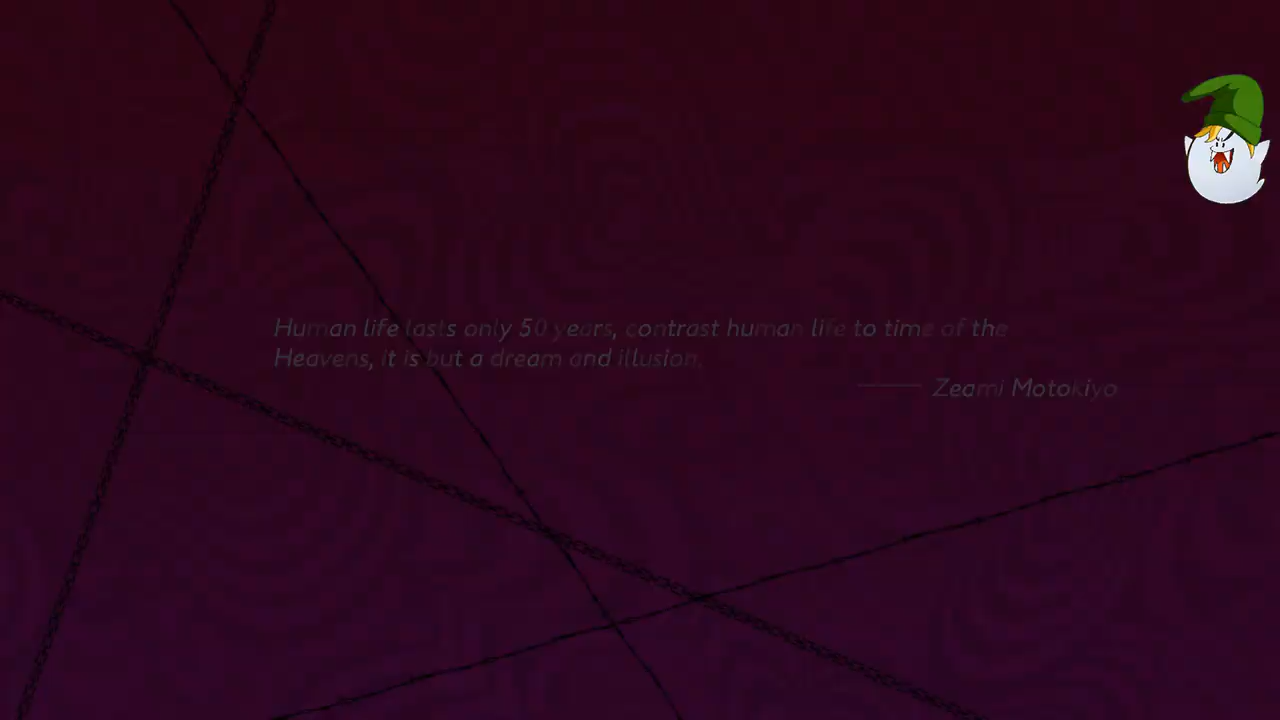 Human life lasts only 50 years, contrast human life to time of the
Heavens, it is but a dream and illusion.
—— Zeami Motokiyo